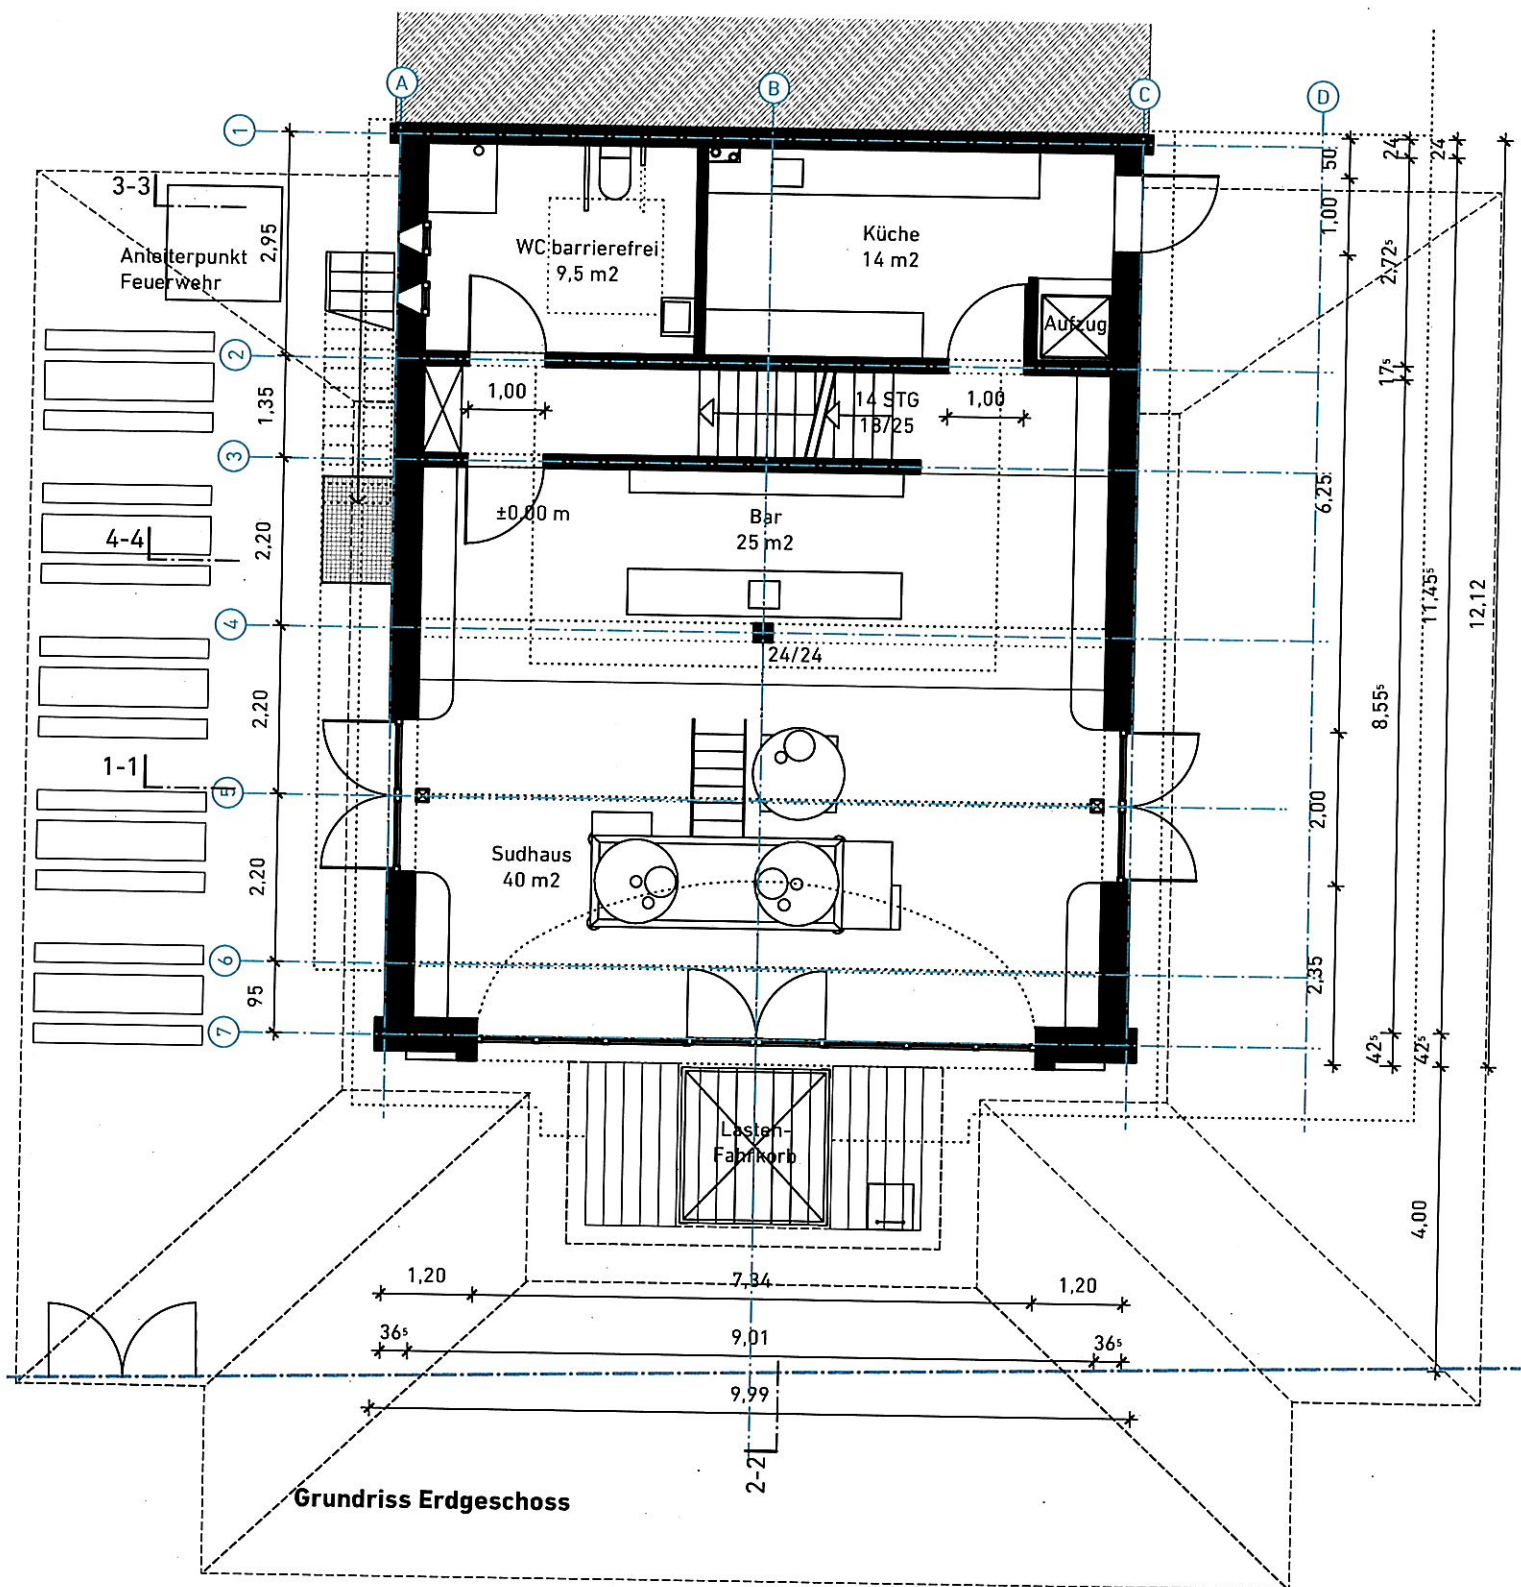 A
B
C
D
1
50
24
24
3-3
2,95
1,00
WC barrierefrei
9,5 m2
Küche
14 m2
Anleiterpunkt
Feuerwehr
2,72⁵
Aufzug
2
17⁵
1,35
1,00
14 STG
18/25
1,00
3
6,25
±0,00 m
Bar
25 m2
4-4
2,20
11,45⁵
12,12
4
24/24
2,20
8,55⁵
1-1
5
2,00
Sudhaus
40 m2
2,20
6
95
2,35
7
42⁵
42⁵
Lasten-
Fahrkorb
4,00
1,20
7,34
1,20
36⁵
9,01
36⁵
9,99
2-2
Grundriss Erdgeschoss